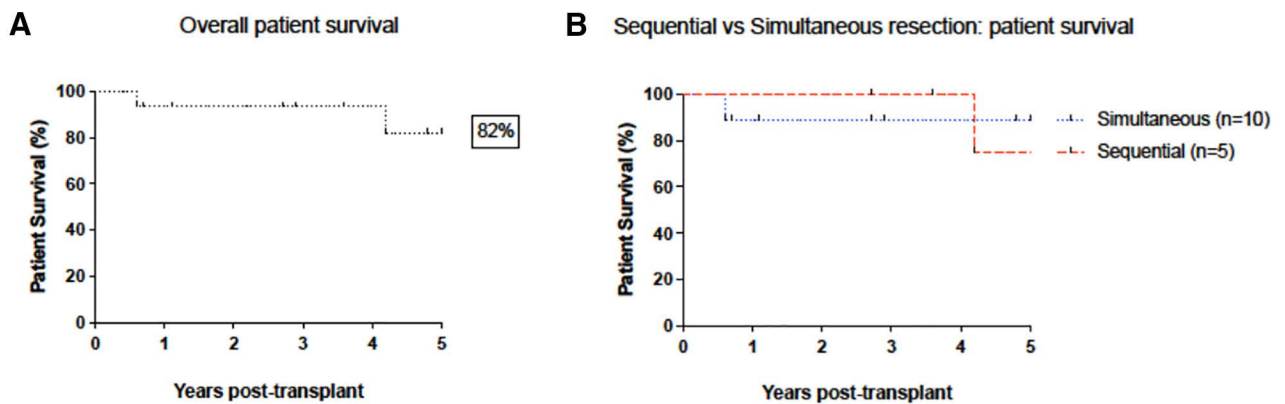 A
Overall patient survival
Patient Survival (%)
100
80
60
40
20
0
0 1 2 3 4 5
Years post-transplant
82%
B
Sequential vs Simultaneous resection: patient survival
Patient Survival (%)
100
80
60
40
20
0
0 1 2 3 4 5
Years post-transplant
Simultaneous (n=10)
Sequential (n=5)